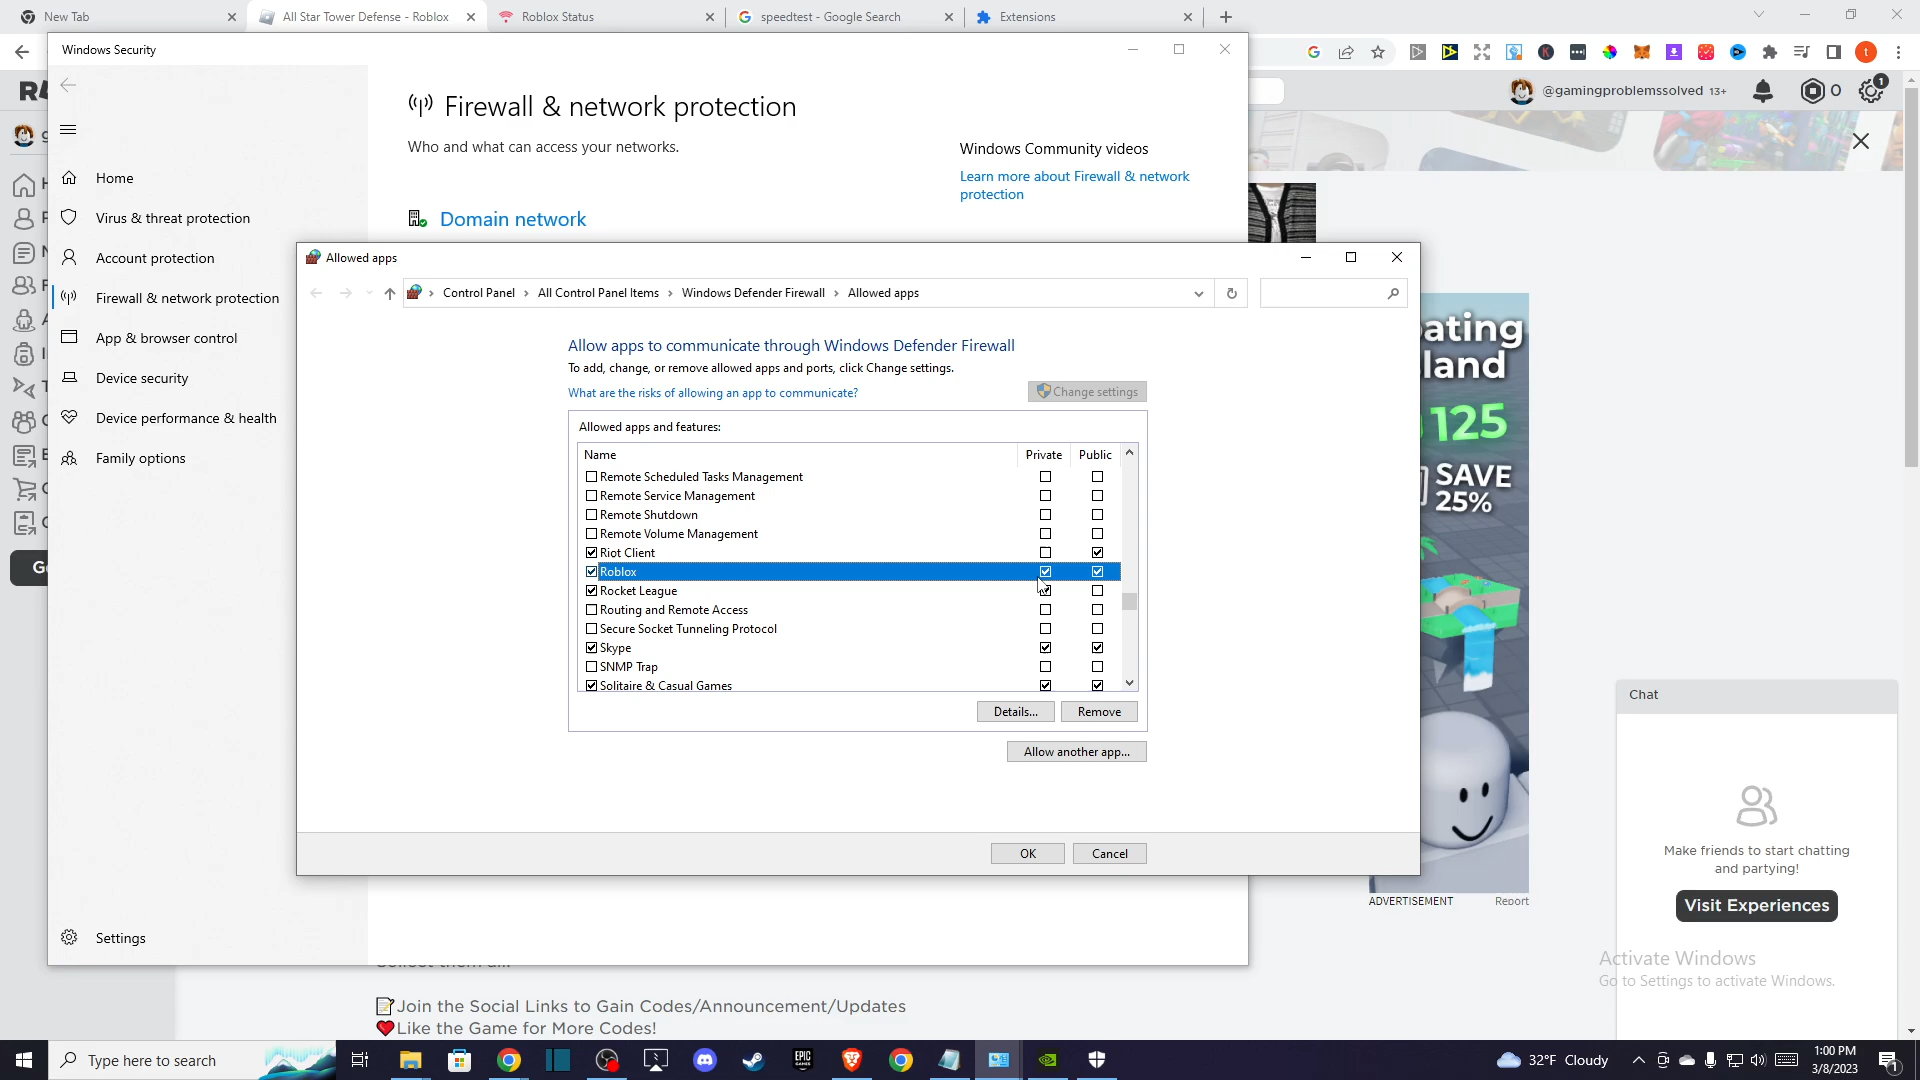 New Tab
All Star Tower Defense - Roblox
Roblox Status
speedtest - Google Search
Extensions
Windows Security
@gamingproblemssolved 13+
0
1
Firewall & network protection
Who and what can access your networks.
Windows Community videos
Learn more about Firewall & network
protection
Domain network
Home
Virus & threat protection
Account protection
Firewall & network protection
App & browser control
Device security
Device performance & health
Family options
Settings
Allowed apps
Control Panel
All Control Panel Items
Windows Defender Firewall
Allowed apps
Allow apps to communicate through Windows Defender Firewall
To add, change, or remove allowed apps and ports, click Change settings.
What are the risks of allowing an app to communicate?
Change settings
Allowed apps and features:
Name Private Public
Remote Scheduled Tasks Management
Remote Service Management
Remote Shutdown
Remote Volume Management
Riot Client
Roblox
Rocket League
Routing and Remote Access
Secure Socket Tunneling Protocol
Skype
SNMP Trap
Solitaire & Casual Games
Details... Remove
Allow another app...
OK Cancel
eating
land
125
SAVE
25%
ADVERTISEMENT Report
Chat
Make friends to start chatting
and partying!
Visit Experiences
Activate Windows
Go to Settings to activate Windows.
Join the Social Links to Gain Codes/Announcement/Updates
Like the Game for More Codes!
Type here to search
EPIC
GAMES
32°F Cloudy
1:00 PM
3/8/2023
1